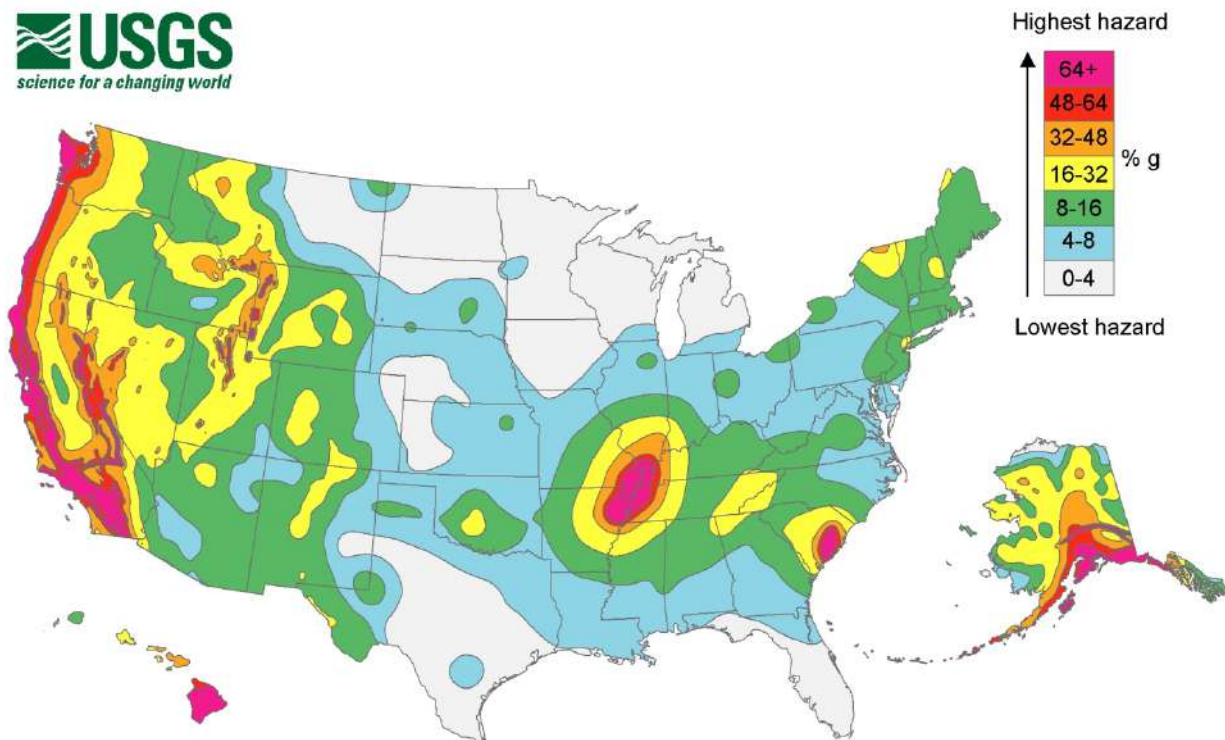 USGS
science for a changing world
Highest hazard
64+
48-64
32-48
16-32
% g
8-16
4-8
0-4
Lowest hazard